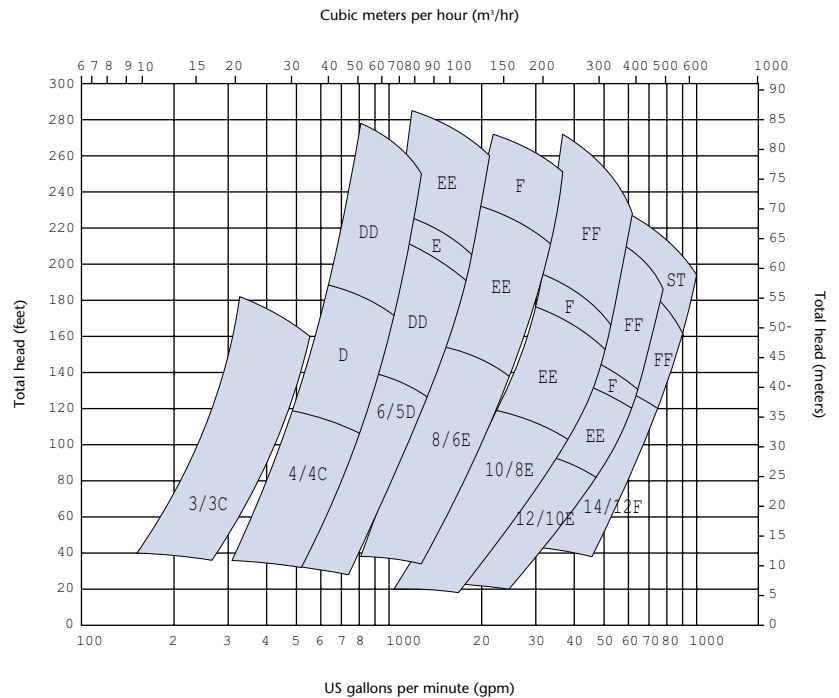 Cubic meters per hour (m³/hr)
6 7 8 9 10 15 20 30 40 50 60 70 80 90 100 150 200 300 400 500 600 1000
300 90
280 85
260 80
240 75
220 70
200 65
180 60
160 55
140 50-
120 45
100 40-
80 35
60 30
40 25
20 20
0 15
10
5
0
Total head (feet)
Total head (meters)
EE
F
DD
E
FF
ST
EE
F
DD
FF
D
EE
FF
F
6/5D
EE
8/6E
4/4C
10/8E
3/3C
12/10E
14/12F
100 2 3 4 5 6 7 8 1000 20 30 40 50 60 70 80 1000
US gallons per minute (gpm)